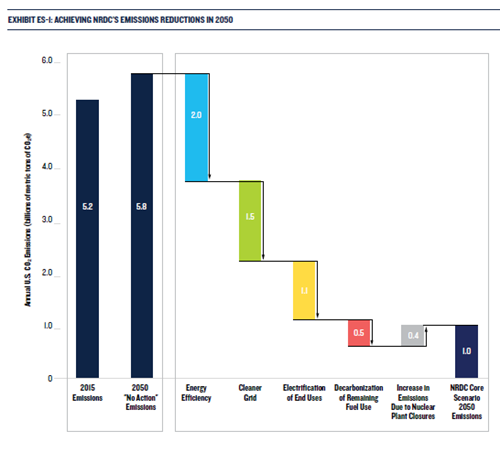 EXHIBIT ES-1: ACHIEVING NRDC'S EMISSIONS REDUCTIONS IN 2050
Annual U.S. CO₂ Emissions (billions of metric tons of CO₂e)
6.0
5.0
4.0
3.0
2.0
1.0
0
5.2
5.8
2.0
1.5
1.1
0.5
0.4
1.0
2015
Emissions
2050
"No Action"
Emissions
Energy
Efficiency
Cleaner
Grid
Electrification
of End Uses
Decarbonization
of Remaining
Fuel Use
Increase in
Emissions
Due to Nuclear
Plant Closures
NRDC Core
Scenario
2050
Emissions